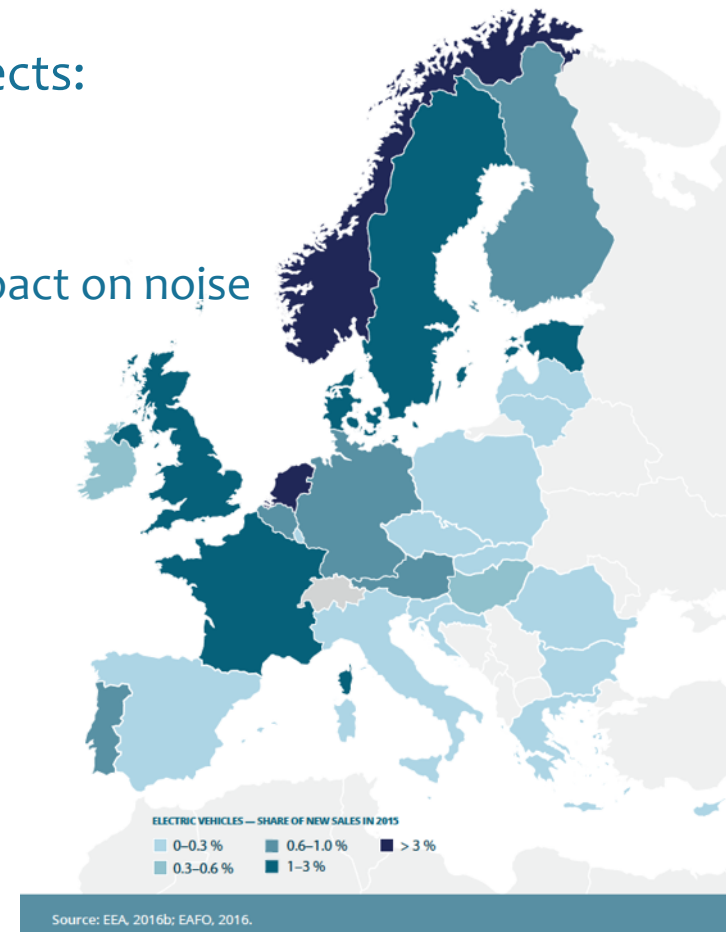 ects:
pact on noise
ELECTRIC VEHICLES — SHARE OF NEW SALES IN 2015
0–0.3 % 0.6–1.0 % > 3 %
0.3–0.6 % 1–3 %
Source: EEA, 2016b; EAFO, 2016.